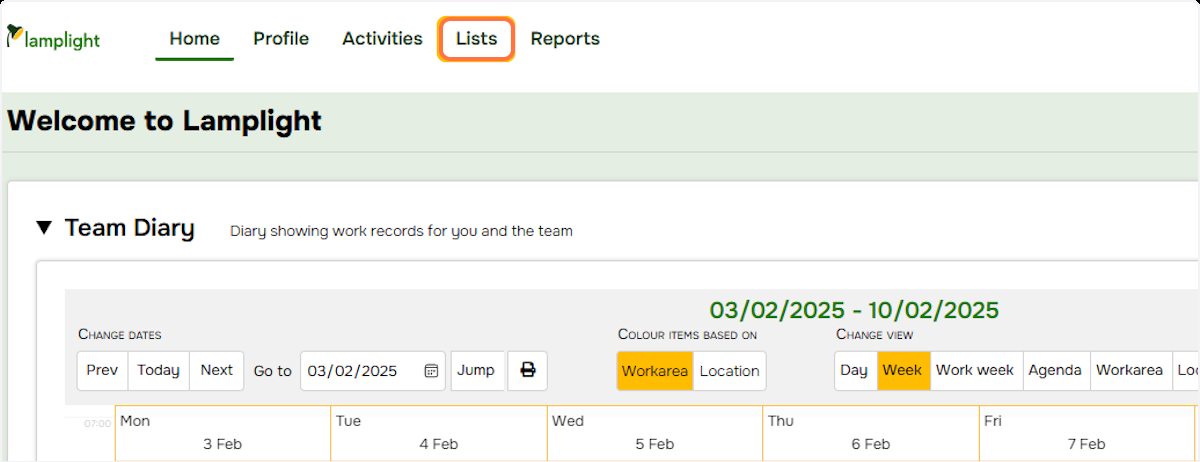 lamplight Home Profile Activities Lists Reports
Welcome to Lamplight
Team Diary Diary showing work records for you and the team
03/02/2025 - 10/02/2025
CHANGE DATES COLOUR ITEMS BASED ON CHANGE VIEW
Prev Today Next Go to 03/02/2025 Jump Workarea Location Day Week Work week Agenda Workarea
07:00 Mon Tue Wed Thu Fri
3 Feb 4 Feb 5 Feb 6 Feb 7 Feb